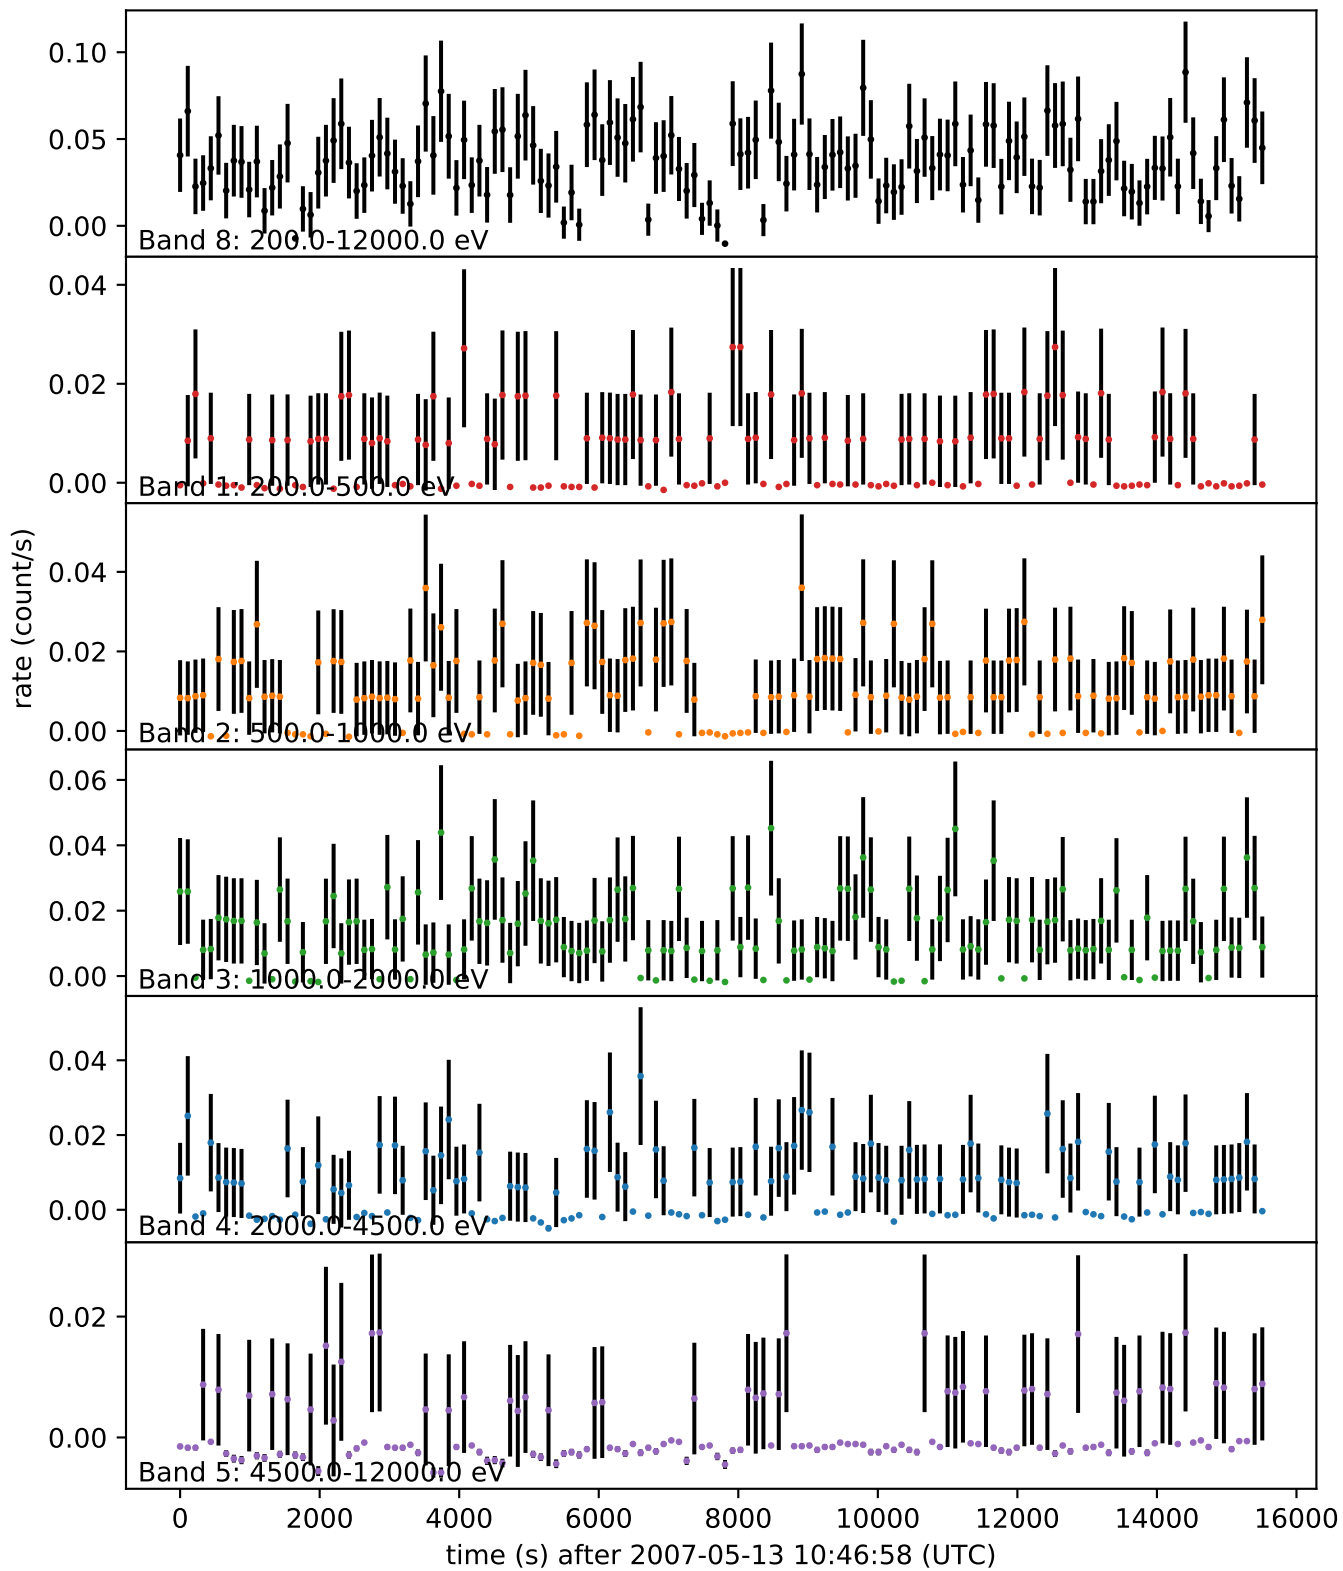 0.10
0.05
0.00
Band 8: 200.0-12000.0 eV
0.04
0.02
0.00
Band 1: 200.0-500.0 eV
rate (count/s)
0.04
0.02
0.00
Band 2: 500.0-1000.0 eV
0.06
0.04
0.02
0.00
Band 3: 1000.0-2000.0 eV
0.04
0.02
0.00
Band 4: 2000.0-4500.0 eV
0.02
0.00
Band 5: 4500.0-12000.0 eV
0 2000 4000 6000 8000 10000 12000 14000 16000
time (s) after 2007-05-13 10:46:58 (UTC)